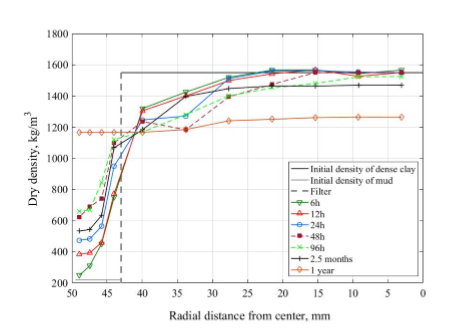 1800
1600
1400
1200
1000
800
600
400
200
Dry density, kg/m³
Initial density of dense clay
Initial density of mud
Filter
6h
12h
24h
48h
96h
2.5 months
1 year
50 45 40 35 30 25 20 15 10 5 0
Radial distance from center, mm